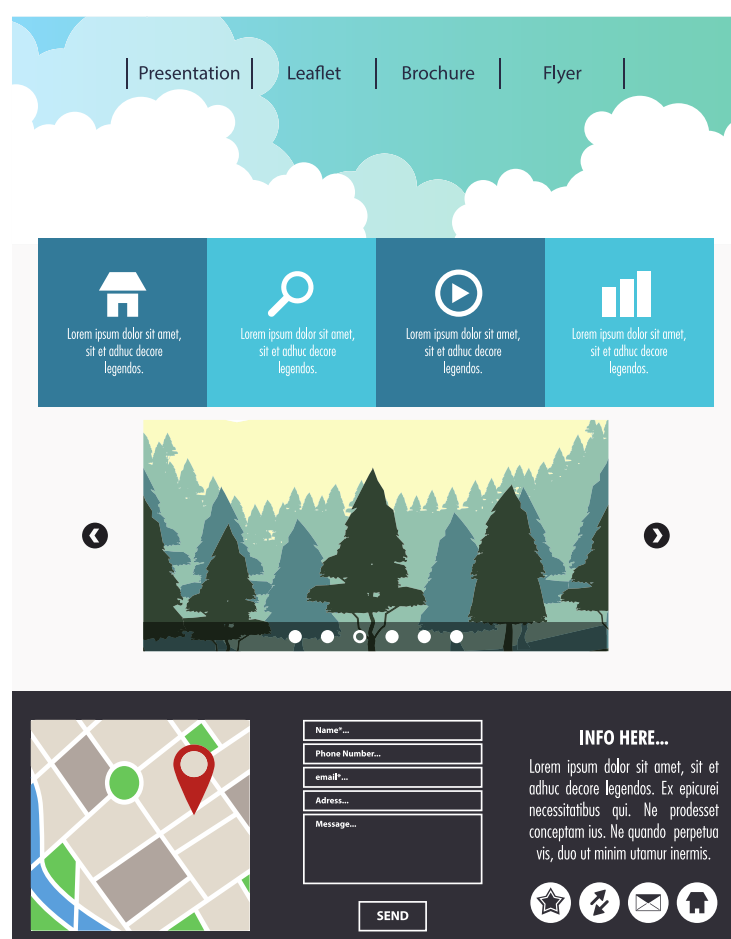 Presentation
Leaflet
Brochure
Flyer
Lorem ipsum dolor sit amet,
sit et adhuc decore
legendos.
Lorem ipsum dolor sit amet,
sit et adhuc decore
legendos.
Lorem ipsum dolor sit amet,
sit et adhuc decore
legendos.
Lorem ipsum dolor sit amet,
sit et adhuc decore
legendos.
Name*...
Phone Number...
email*...
Adress...
Message...
SEND
INFO HERE...
Lorem ipsum dolor sit amet, sit et
adhuc decore legendos. Ex epicurei
necessitatibus qui. Ne prodesset
conceptam ius. Ne quando perpetua
vis, duo ut minim utamur inermis.